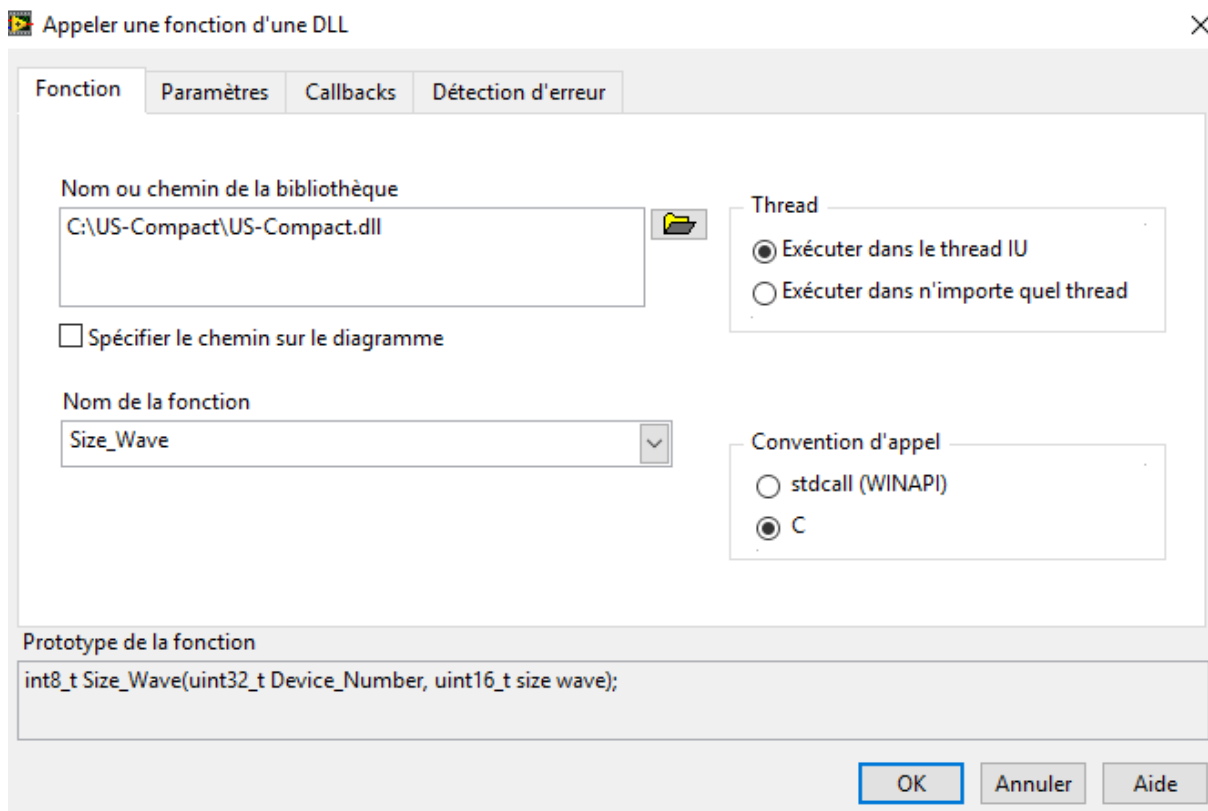 Appeler une fonction d'une DLL
Fonction
Paramètres
Callbacks
Détection d'erreur
Nom ou chemin de la bibliothèque
C:\US-Compact\US-Compact.dll
Thread
Exécuter dans le thread IU
Exécuter dans n'importe quel thread
Spécifier le chemin sur le diagramme
Nom de la fonction
Size_Wave
Convention d'appel
stdcall (WINAPI)
C
Prototype de la fonction
int8_t Size_Wave(uint32_t Device_Number, uint16_t size wave);
OK
Annuler
Aide